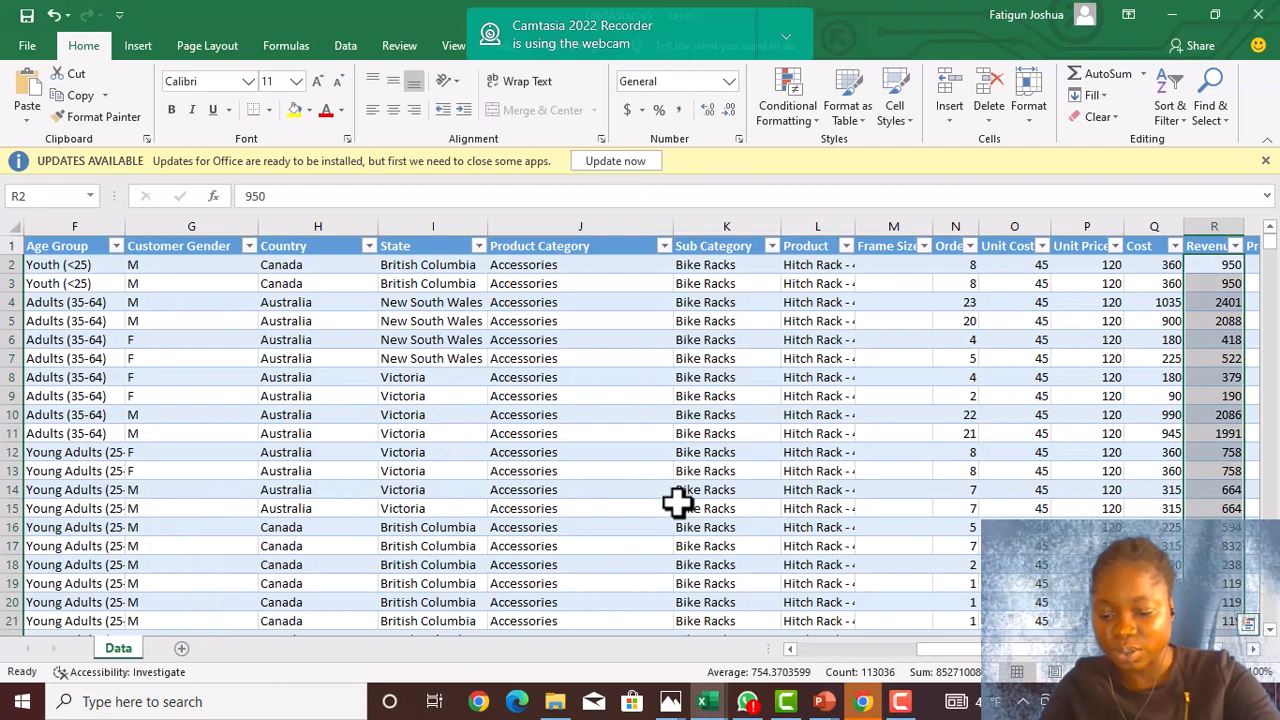 Camtasia 2022 Recorder
is using the webcam
Fatigun Joshua
File Home Insert Page Layout Formulas Data Review
Share
Cut
Copy
Paste
Format Painter
Calibri 11
B I U
Wrap Text
Merge & Center
General
$ %
Conditional
Formatting
Format as
Table
Cell
Styles
Insert Delete Format
AutoSum
Fill
Clear
Sort &
Filter
Find &
Select
Clipboard Font Alignment Number Styles Cells Editing
UPDATES AVAILABLE Updates for Office are ready to be installed, but first we need to close some apps. Update now
R2 fx 950
F G H I J K L M N O P Q R
1 Age Group Customer Gender Country State Product Category Sub Category Product Frame Size Orde Unit Cost Unit Price Cost Revenu Pr
2 Youth (<25) M Canada British Columbia Accessories Bike Racks Hitch Rack - 8 45 120 360 950
3 Youth (<25) M Canada British Columbia Accessories Bike Racks Hitch Rack - 8 45 120 360 950
4 Adults (35-64) M Australia New South Wales Accessories Bike Racks Hitch Rack - 23 45 120 1035 2401
5 Adults (35-64) M Australia New South Wales Accessories Bike Racks Hitch Rack - 20 45 120 900 2088
6 Adults (35-64) F Australia New South Wales Accessories Bike Racks Hitch Rack - 4 45 120 180 418
7 Adults (35-64) F Australia New South Wales Accessories Bike Racks Hitch Rack - 5 45 120 225 522
8 Adults (35-64) F Australia Victoria Accessories Bike Racks Hitch Rack - 4 45 120 180 379
9 Adults (35-64) F Australia Victoria Accessories Bike Racks Hitch Rack - 2 45 120 90 190
10 Adults (35-64) M Australia Victoria Accessories Bike Racks Hitch Rack - 22 45 120 990 2086
11 Adults (35-64) M Australia Victoria Accessories Bike Racks Hitch Rack - 21 45 120 945 1991
12 Young Adults (25- F Australia Victoria Accessories Bike Racks Hitch Rack - 8 45 120 360 758
13 Young Adults (25- F Australia Victoria Accessories Bike Racks Hitch Rack - 8 45 120 360 758
14 Young Adults (25- M Australia Victoria Accessories Bike Racks Hitch Rack - 7 45 120 315 664
15 Young Adults (25- M Australia Victoria Accessories Racks Hitch Rack - 7 45 120 315 664
16 Young Adults (25- M Canada British Columbia Accessories Bike Racks Hitch Rack - 5 45 120 225 594
17 Young Adults (25- M Canada British Columbia Accessories Bike Racks Hitch Rack - 7 45 315 832
18 Young Adults (25- M Canada British Columbia Accessories Bike Racks Hitch Rack - 2 45 238
19 Young Adults (25- M Canada British Columbia Accessories Bike Racks Hitch Rack - 1 45 119
20 Young Adults (25- M Canada British Columbia Accessories Bike Racks Hitch Rack - 1 45 119
21 Young Adults (25- M Canada British Columbia Accessories Bike Racks Hitch Rack - 1 45
Data
Ready Accessibility: Investigate Average: 754.3703599 Count: 113036 Sum: 85271008 100%
Type here to search